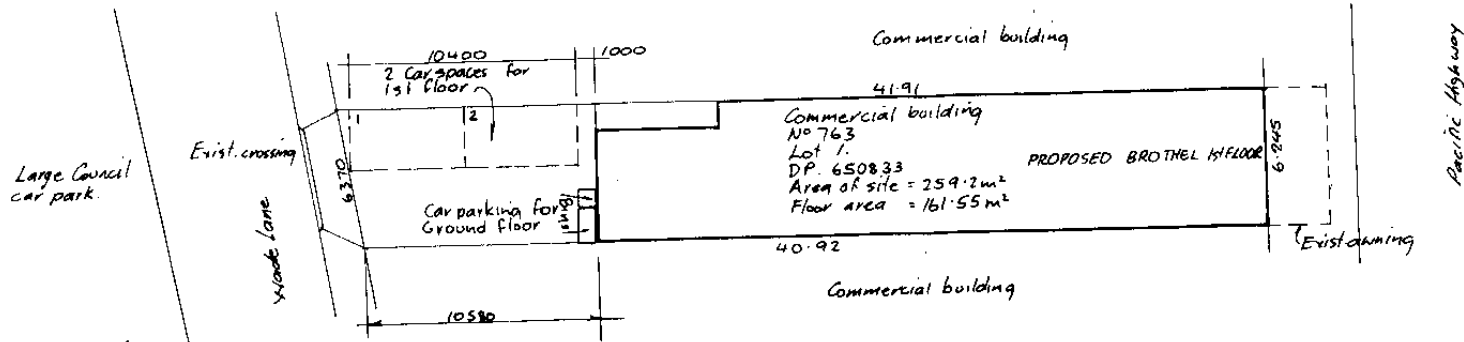 Commercial building
Pacific Highway
10400
1000
2 Car spaces for
1st floor
2
41.91
Commercial building
Nº 763
Lot 1.
DP. 650833
Area of site = 259.2m²
Floor area = 161.55m²
PROPOSED BROTHEL 1st FLOOR
6.245
Exist. crossing
Large Council
car park.
6370
Wade Lane
Car parking for
Ground floor
bins
40.92
Exist. awning
Commercial building
10580